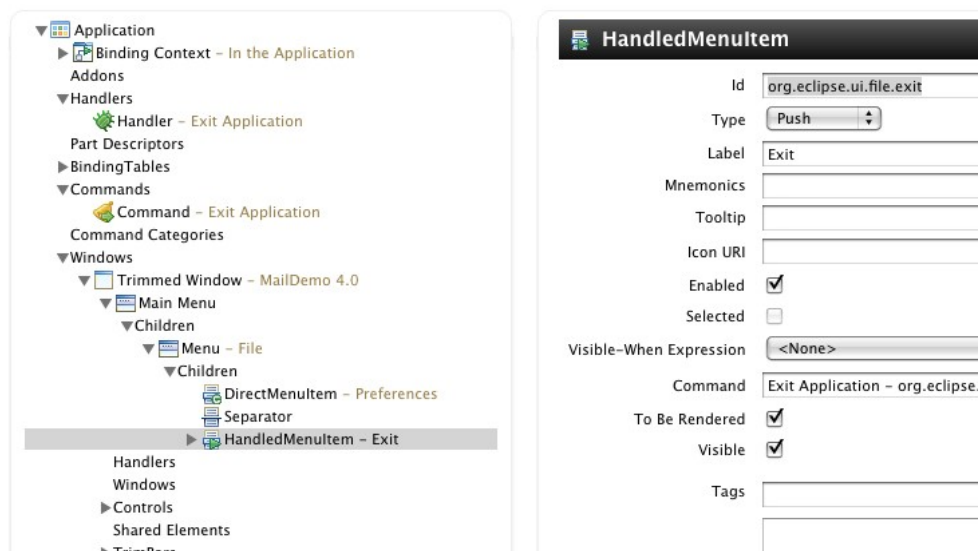 Application
Binding Context – In the Application
Addons
Handlers
Handler – Exit Application
Part Descriptors
BindingTables
Commands
Command – Exit Application
Command Categories
Windows
Trimmed Window – MailDemo 4.0
Main Menu
Children
Menu – File
Children
DirectMenuItem – Preferences
Separator
HandledMenuItem – Exit
Handlers
Windows
Controls
Shared Elements
TrimBars
HandledMenuItem
Id org.eclipse.ui.file.exit
Type Push
Label Exit
Mnemonics
Tooltip
Icon URI
Enabled
Selected
Visible-When Expression <None>
Command Exit Application – org.eclipse.
To Be Rendered
Visible
Tags